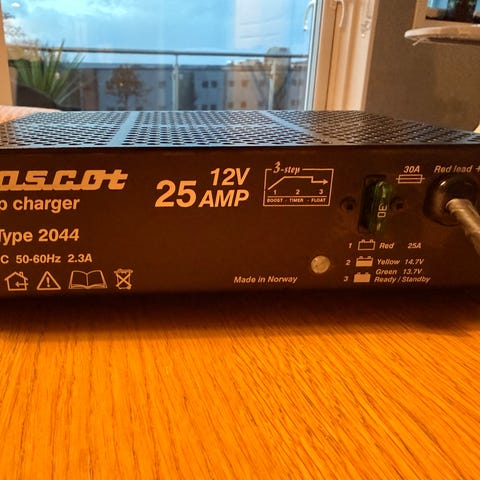 ascot
p charger
Type 2044
C 50-60Hz 2.3A
12V
25 AMP
3-step
1 2 3
BOOST - TIMER - FLOAT
Made in Norway
30
30A
Red lead +
1 Red 25A
2 Yellow 14.7V
Green 13.7V
3 Ready / Standby